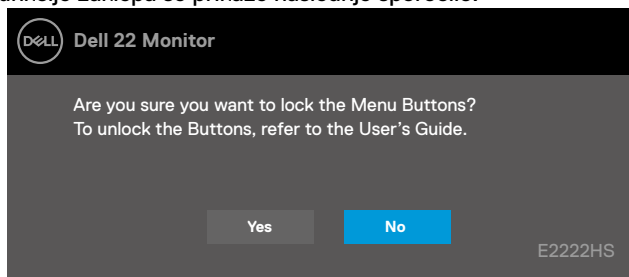 DELL Dell 22 Monitor
Are you sure you want to lock the Menu Buttons?
To unlock the Buttons, refer to the User's Guide.
Yes No
E2222HS